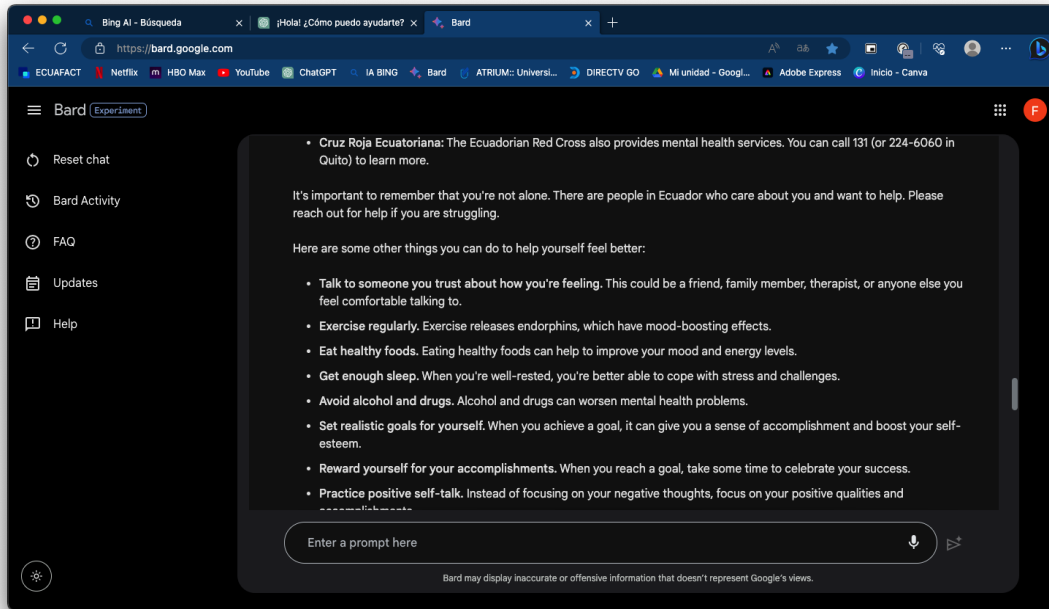 Bing AI - Búsqueda
¡Hola! ¿Cómo puedo ayudarte?
Bard
https://bard.google.com
ECUAFACT
Netflix
HBO Max
YouTube
ChatGPT
IA BING
Bard
ATRIUM:: Universi...
DIRECTV GO
Mi unidad - Googl...
Adobe Express
Inicio - Canva
Bard Experiment
F
Reset chat
Bard Activity
FAQ
Updates
Help
• Cruz Roja Ecuatoriana: The Ecuadorian Red Cross also provides mental health services. You can call 131 (or 224-6060 in
Quito) to learn more.
It's important to remember that you're not alone. There are people in Ecuador who care about you and want to help. Please
reach out for help if you are struggling.
Here are some other things you can do to help yourself feel better:
• Talk to someone you trust about how you're feeling. This could be a friend, family member, therapist, or anyone else you
feel comfortable talking to.
• Exercise regularly. Exercise releases endorphins, which have mood-boosting effects.
• Eat healthy foods. Eating healthy foods can help to improve your mood and energy levels.
• Get enough sleep. When you're well-rested, you're better able to cope with stress and challenges.
• Avoid alcohol and drugs. Alcohol and drugs can worsen mental health problems.
• Set realistic goals for yourself. When you achieve a goal, it can give you a sense of accomplishment and boost your self-
esteem.
• Reward yourself for your accomplishments. When you reach a goal, take some time to celebrate your success.
• Practice positive self-talk. Instead of focusing on your negative thoughts, focus on your positive qualities and
accomplishments.
Enter a prompt here
Bard may display inaccurate or offensive information that doesn't represent Google's views.